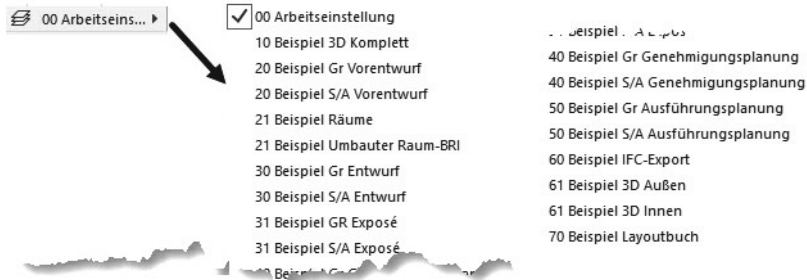 00 Arbeitseins...
00 Arbeitseinstellung
10 Beispiel 3D Komplett
20 Beispiel Gr Vorentwurf
20 Beispiel S/A Vorentwurf
21 Beispiel Räume
21 Beispiel Umbauter Raum-BRI
30 Beispiel Gr Entwurf
30 Beispiel S/A Entwurf
31 Beispiel GR Exposé
31 Beispiel S/A Exposé
40 Beispiel Gr Genehmigungsplanung
40 Beispiel S/A Genehmigungsplanung
50 Beispiel Gr Ausführungsplanung
50 Beispiel S/A Ausführungsplanung
60 Beispiel IFC-Export
61 Beispiel 3D Außen
61 Beispiel 3D Innen
70 Beispiel Layoutbuch